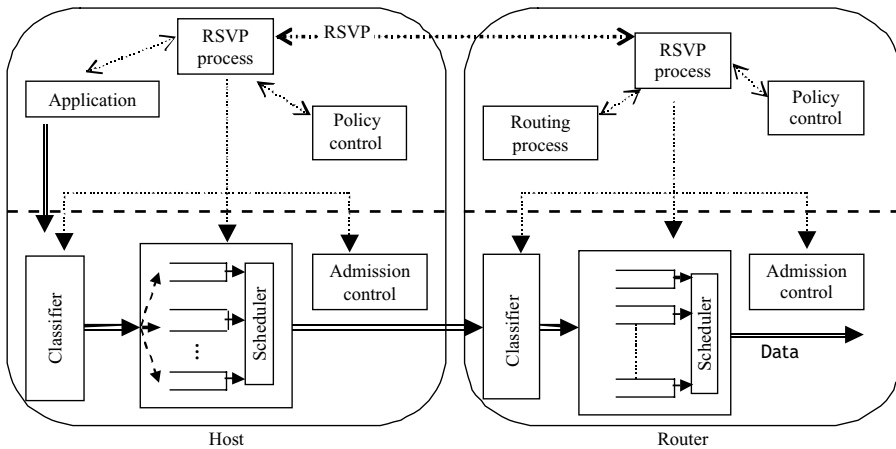 RSVP
process
RSVP
RSVP
process
Application
Policy
control
Routing
process
Policy
control
Classifier
...
Scheduler
Admission
control
Classifier
Scheduler
Admission
control
Data
Host
Router